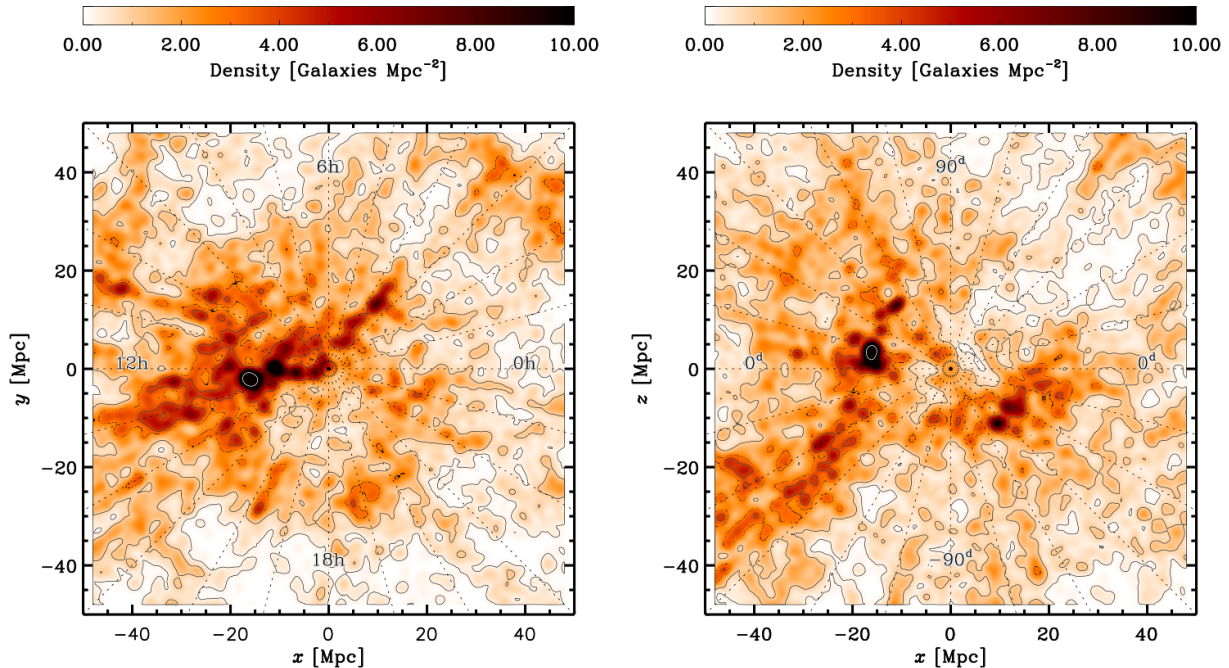 0.00 2.00 4.00 6.00 8.00 10.00
Density [Galaxies Mpc⁻²]
40
20
0
−20
−40
y [Mpc]
6h
12h
0h
18h
−40 −20 0 20 40
x [Mpc]
0.00 2.00 4.00 6.00 8.00 10.00
Density [Galaxies Mpc⁻²]
40
20
0
−20
−40
z [Mpc]
90ᵈ
0ᵈ
0ᵈ
−90ᵈ
−40 −20 0 20 40
x [Mpc]